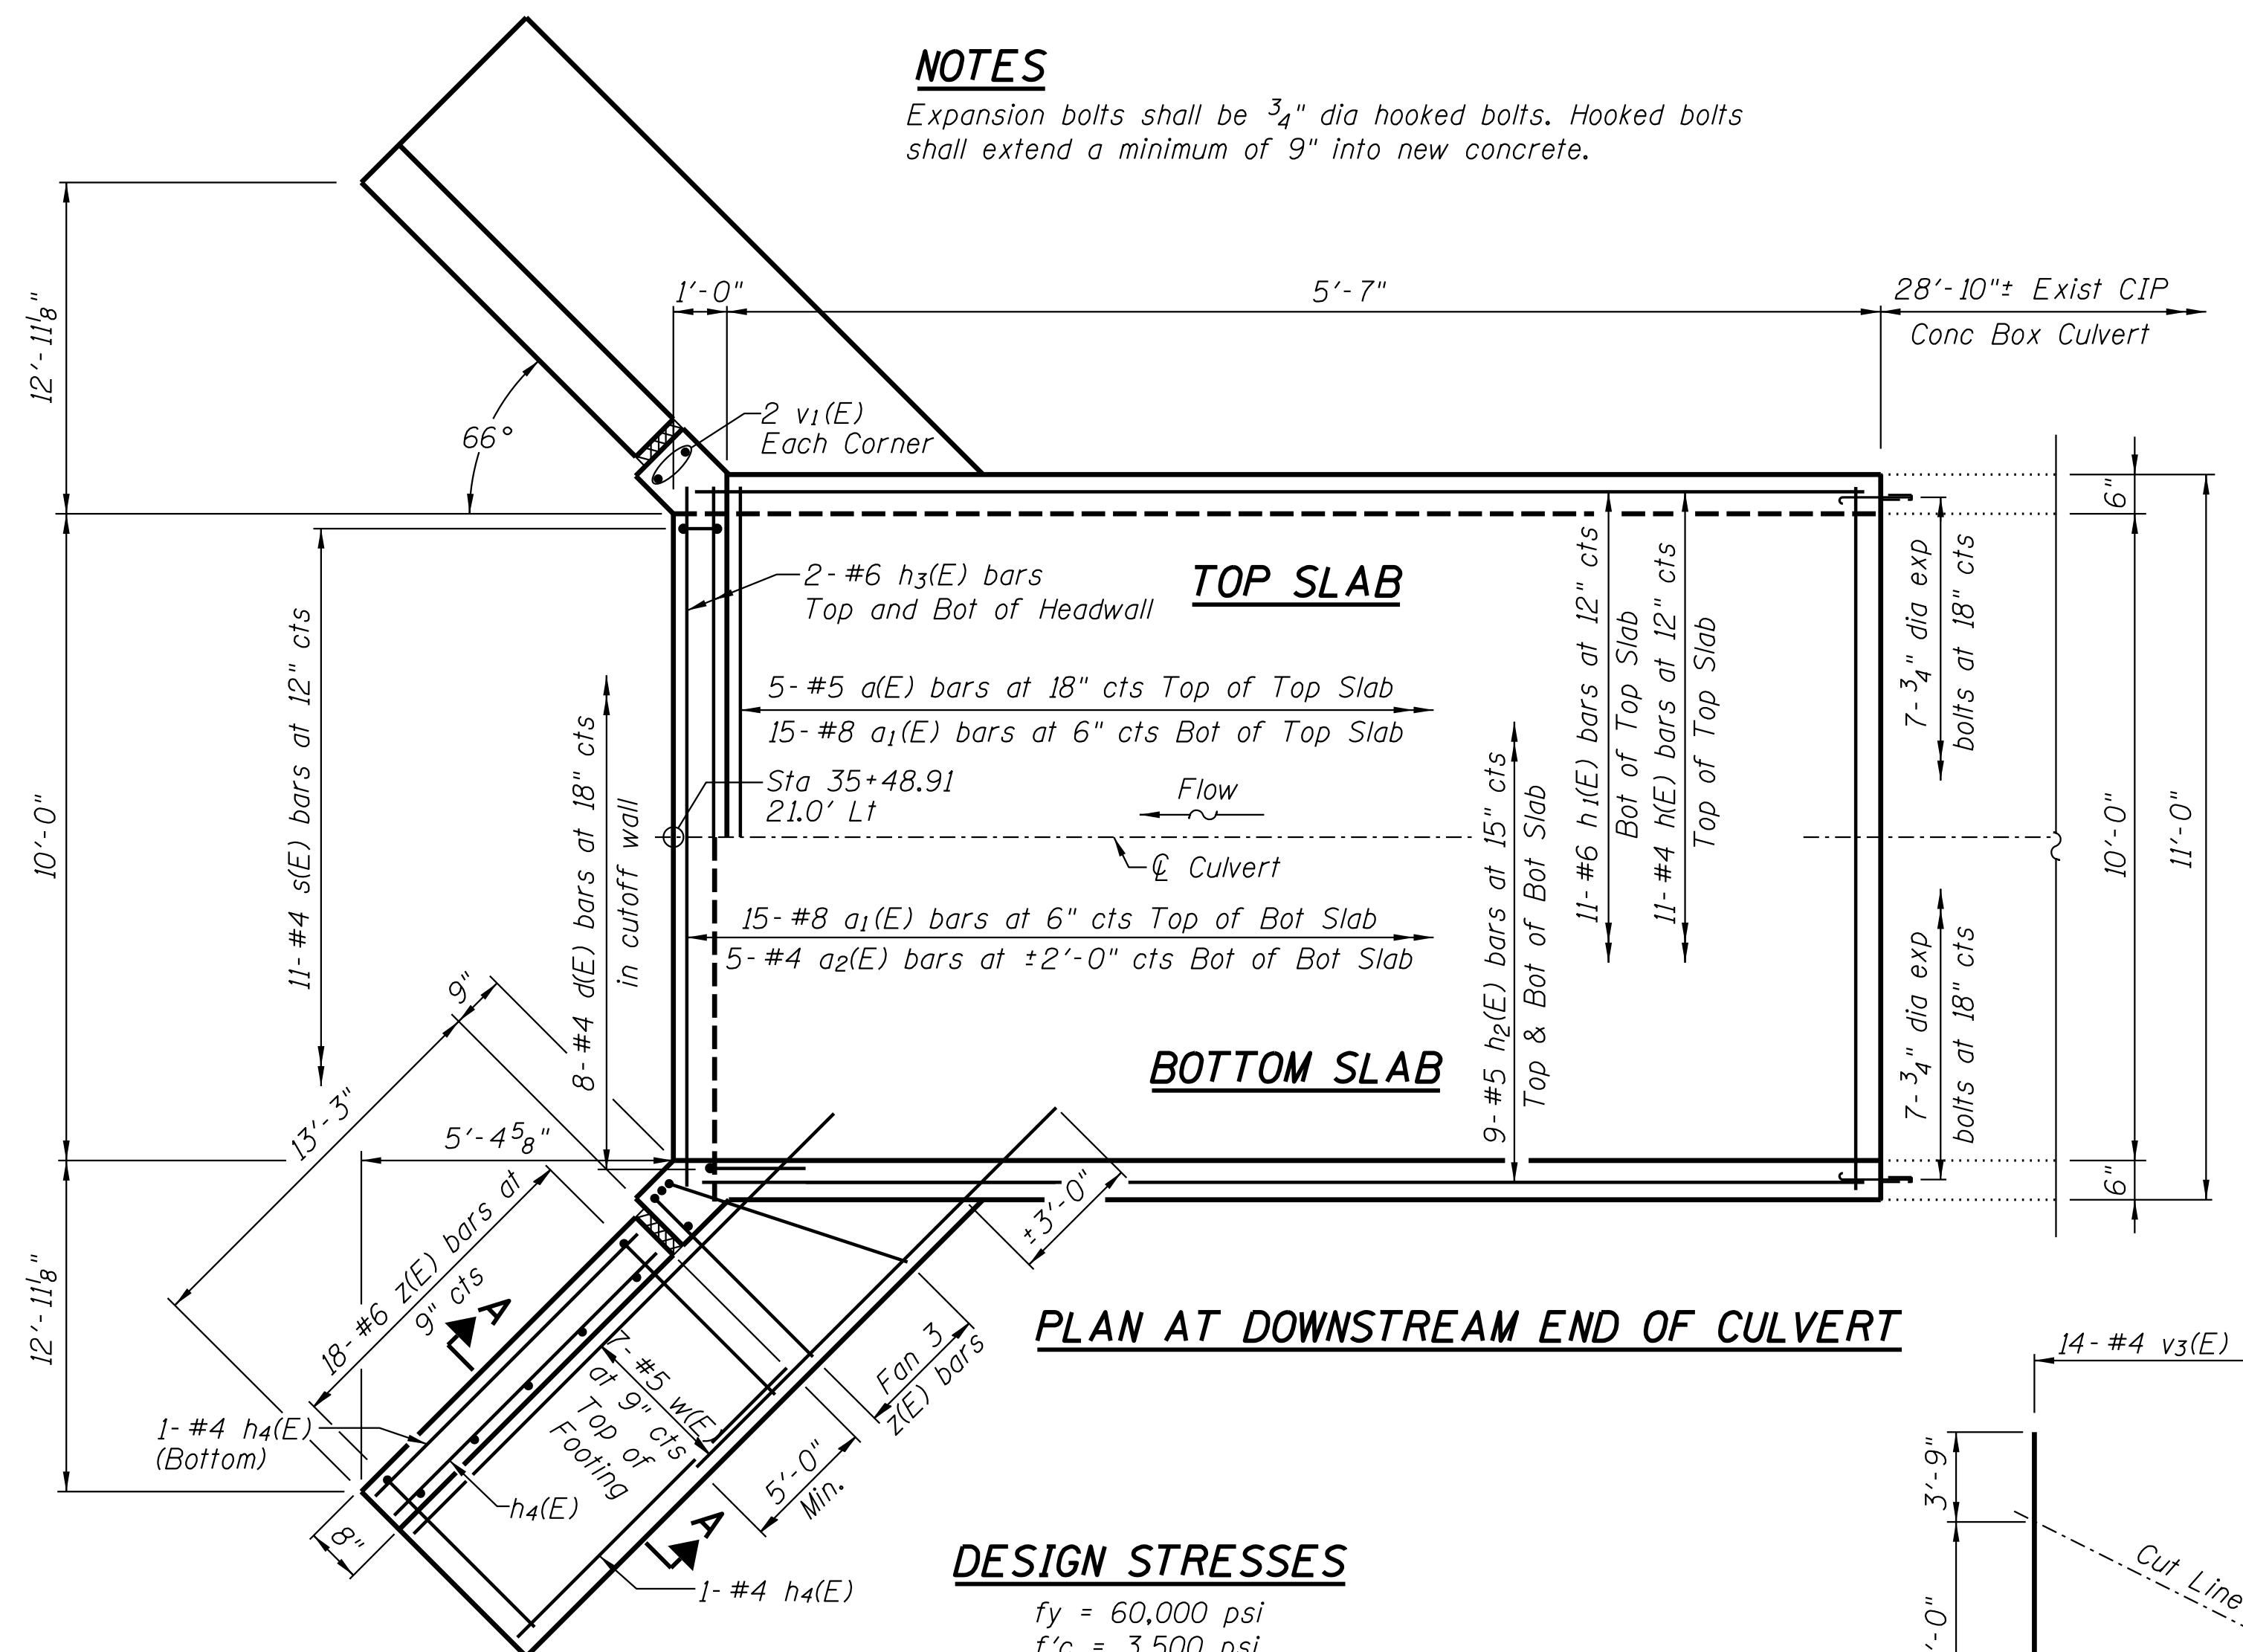 NOTES
Expansion bolts shall be 3/4" dia hooked bolts. Hooked bolts
shall extend a minimum of 9" into new concrete.
1'-0"
5'-7"
28'-10"± Exist CIP
Conc Box Culvert
12'-11 1/8"
66°
2 v1(E)
Each Corner
6"
2-#6 h3(E) bars
Top and Bot of Headwall
TOP SLAB
11-#6 h1(E) bars at 12" cts
Bot of Top Slab
11-#4 h(E) bars at 12" cts
Top of Top Slab
7-3/4" dia exp
bolts at 18" cts
11-#4 s(E) bars at 12" cts
10'-0"
8-#4 d(E) bars at 18" cts
in cutoff wall
5-#5 a(E) bars at 18" cts Top of Top Slab
15-#8 a1(E) bars at 6" cts Bot of Top Slab
Sta 35+48.91
21.0' Lt
Flow
℄ Culvert
10'-0"
11'-0"
15-#8 a1(E) bars at 6" cts Top of Bot Slab
5-#4 a2(E) bars at ±2'-0" cts Bot of Bot Slab
9-#5 h2(E) bars at 15" cts
Top & Bot of Bot Slab
7-3/4" dia exp
bolts at 18" cts
BOTTOM SLAB
9"
13'-3"
5'-4 5/8"
6"
±3'-0"
18-#6 z(E) bars at
9" cts
A
12'-11 1/8"
7-#5 w(E)
at 9" cts
Top of
Footing
Fan 3
z(E) bars
5'-0"
Min.
PLAN AT DOWNSTREAM END OF CULVERT
14-#4 v3(E)
1-#4 h4(E)
(Bottom)
h4(E)
8"
A
1-#4 h4(E)
3'-9"
Cut Line
'-0"
DESIGN STRESSES
fy = 60,000 psi
f'c = 3,500 psi